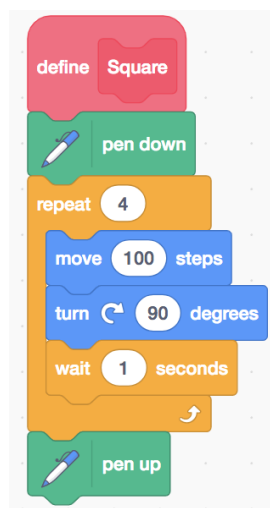 define Square
pen down
repeat 4
move 100 steps
turn 90 degrees
wait 1 seconds
pen up